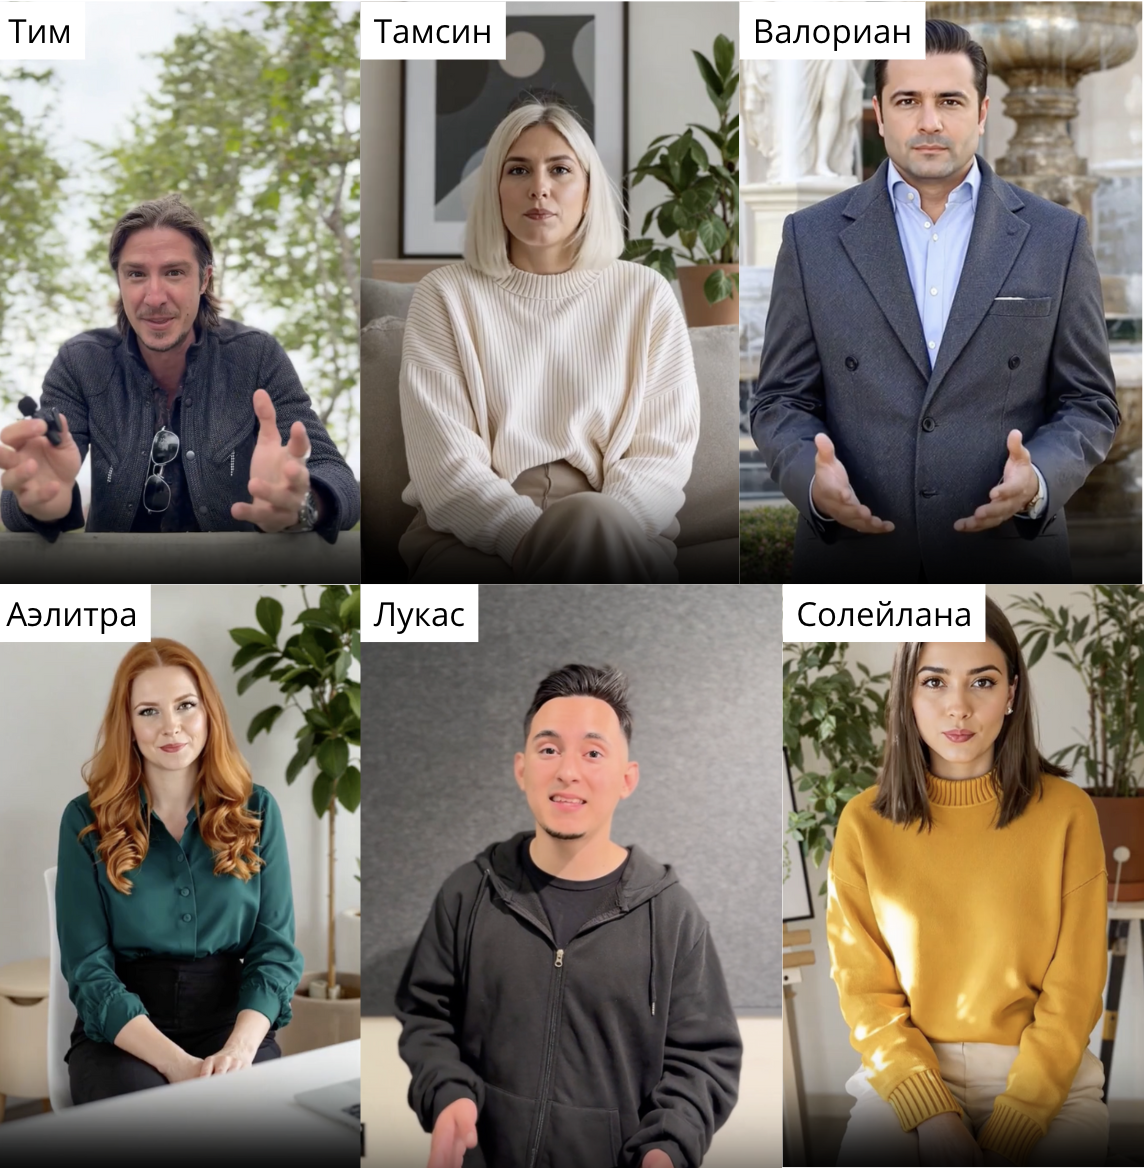 Тим
Тамсин
Валориан
Аэлитра
Лукас
Солейлана